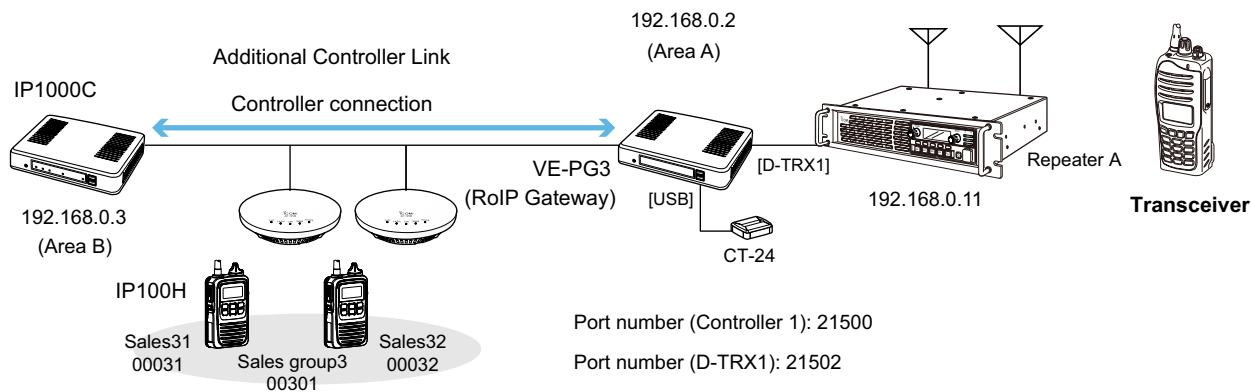 192.168.0.2
(Area A)
Additional Controller Link
IP1000C
Controller connection
VE-PG3
(RoIP Gateway)
[D-TRX1]
Repeater A
[USB]
192.168.0.11
Transceiver
192.168.0.3
(Area B)
CT-24
IP100H
Sales31
00031
Sales group3
00301
Sales32
00032
Port number (Controller 1): 21500
Port number (D-TRX1): 21502